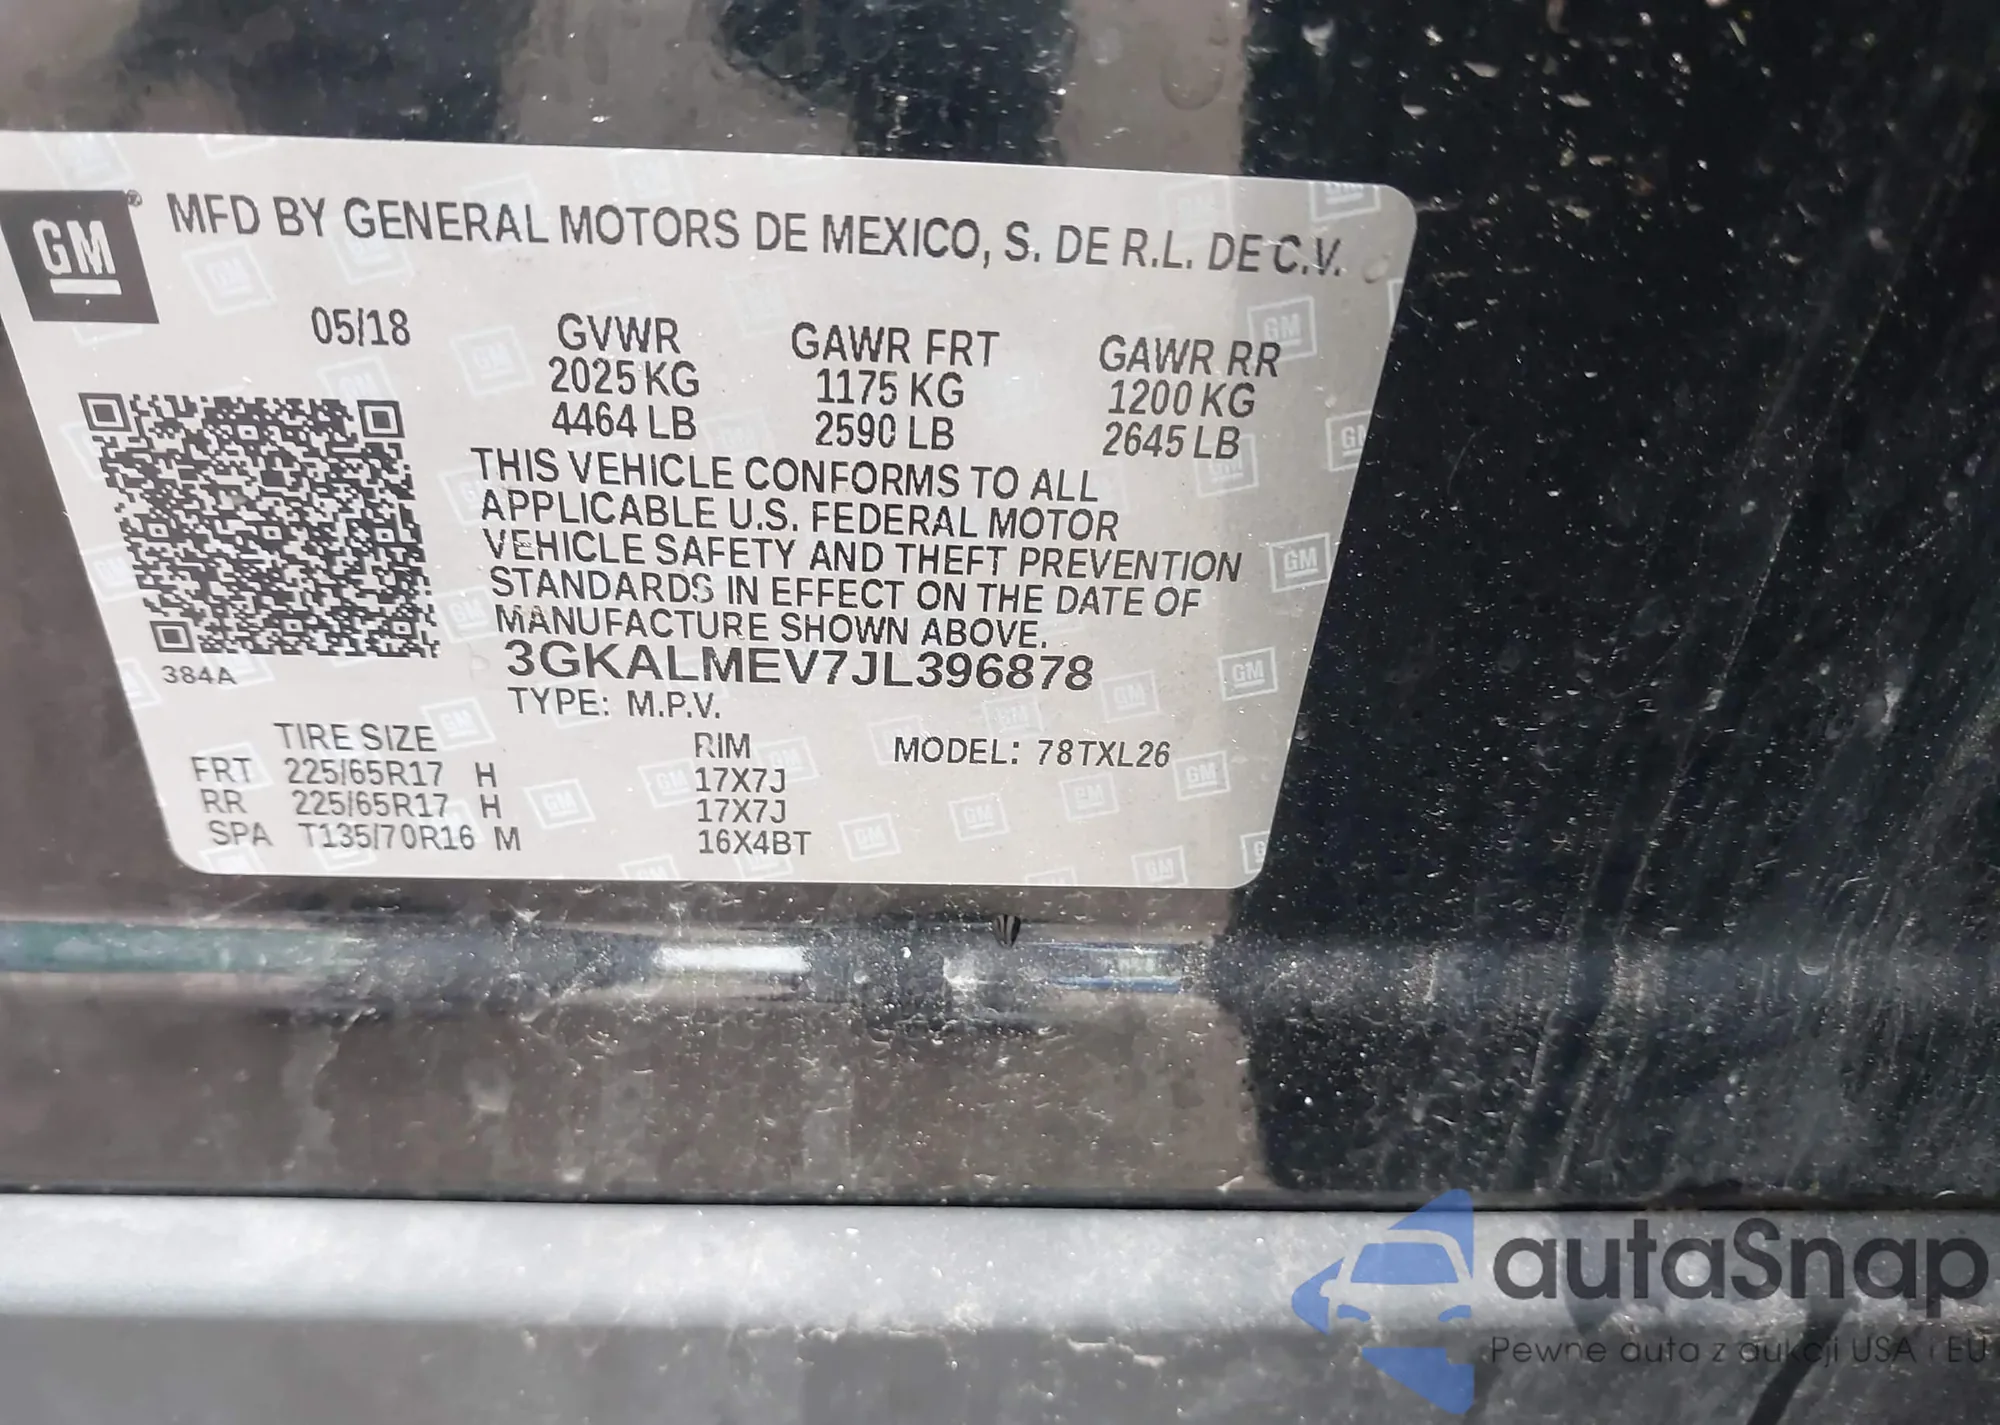 GM®
MFD BY GENERAL MOTORS DE MEXICO, S. DE R.L. DE C.V.
05/18
GVWR GAWR FRT GAWR RR
2025 KG 1175 KG 1200 KG
4464 LB 2590 LB 2645 LB
THIS VEHICLE CONFORMS TO ALL
APPLICABLE U.S. FEDERAL MOTOR
VEHICLE SAFETY AND THEFT PREVENTION
STANDARDS IN EFFECT ON THE DATE OF
MANUFACTURE SHOWN ABOVE.
3GKALMEV7JL396878
384A
TYPE: M.P.V.
TIRE SIZE RIM MODEL: 78TXL26
FRT 225/65R17 H 17X7J
RR 225/65R17 H 17X7J
SPA T135/70R16 M 16X4BT
autaSnap
Pewne auta z aukcji USA i EU